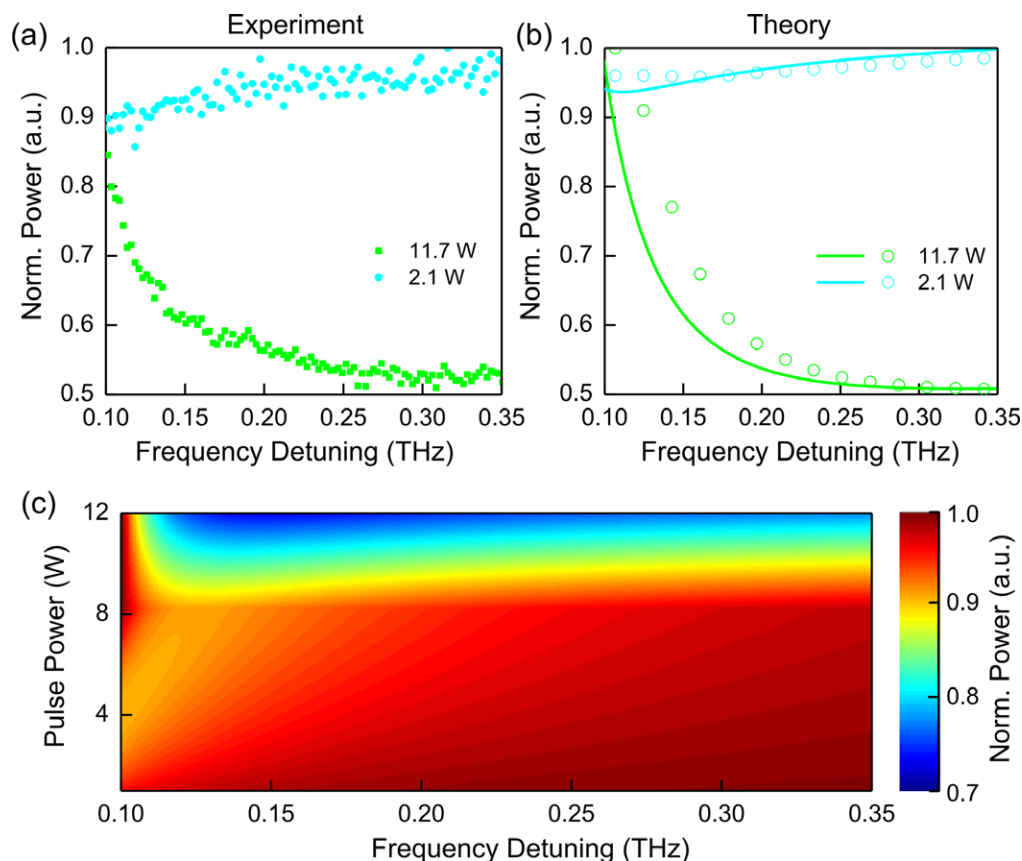 Experiment
Theory
(a)
(b)
1.0
0.9
0.8
0.7
0.6
0.5
Norm. Power (a.u.)
11.7 W
2.1 W
0.10 0.15 0.20 0.25 0.30 0.35
Frequency Detuning (THz)
1.0
0.9
0.8
0.7
0.6
0.5
Norm. Power (a.u.)
11.7 W
2.1 W
0.10 0.15 0.20 0.25 0.30 0.35
Frequency Detuning (THz)
(c)
12
8
4
Pulse Power (W)
0.10 0.15 0.20 0.25 0.30 0.35
Frequency Detuning (THz)
1.0
0.9
0.8
0.7
Norm. Power (a.u.)